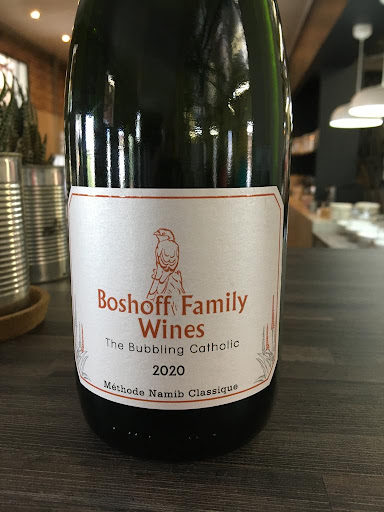 Boshoff Family
Wines
The Bubbling Catholic
2020
Méthode Namib Classique